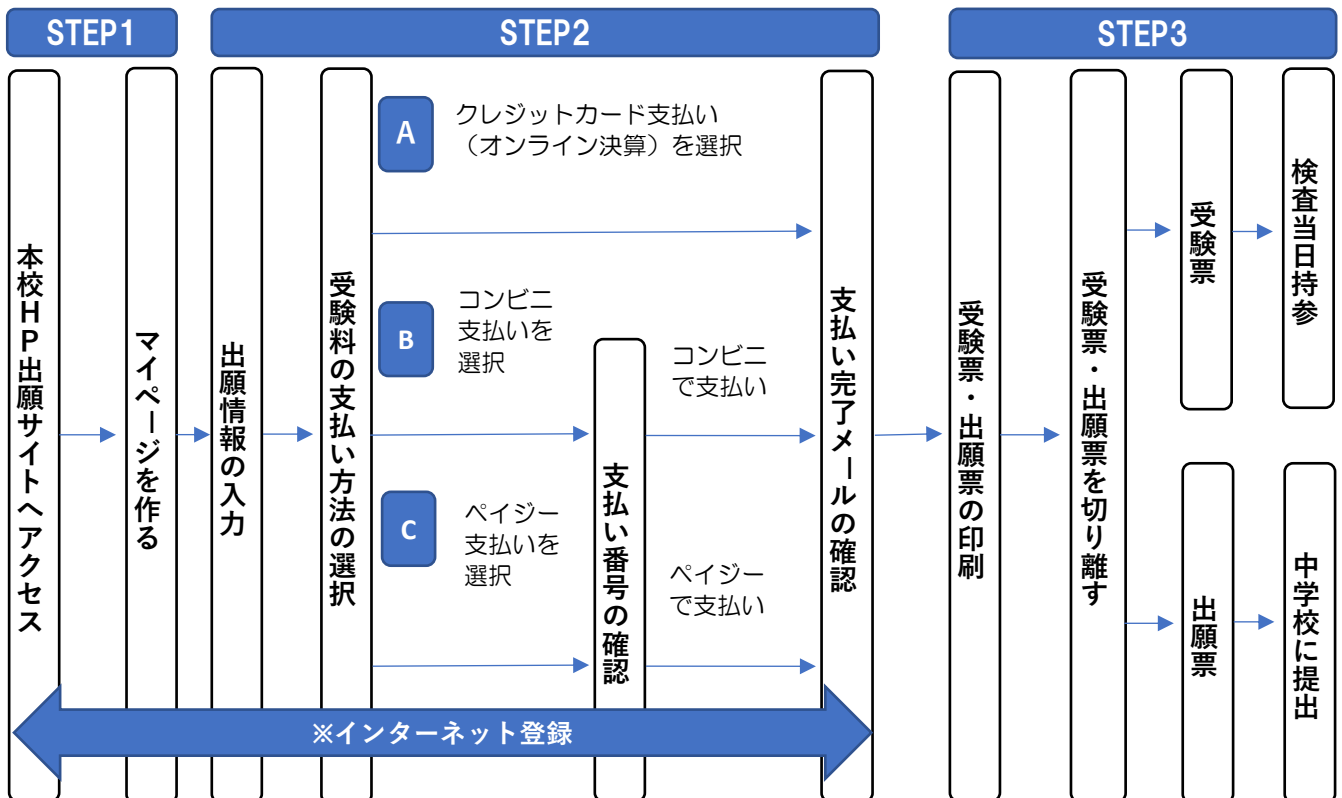 STEP1
STEP2
STEP3
本校HP出願サイトへアクセス
マイページを作る
出願情報の入力
受験料の支払い方法の選択
A
クレジットカード支払い
(オンライン決算)を選択
B
コンビニ
支払いを
選択
C
ペイジー
支払いを
選択
支払い番号の確認
コンビニ
で支払い
ペイジー
で支払い
支払い完了メールの確認
受験票・出願票の印刷
受験票・出願票を切り離す
受験票
検査当日持参
出願票
中学校に提出
※インターネット登録